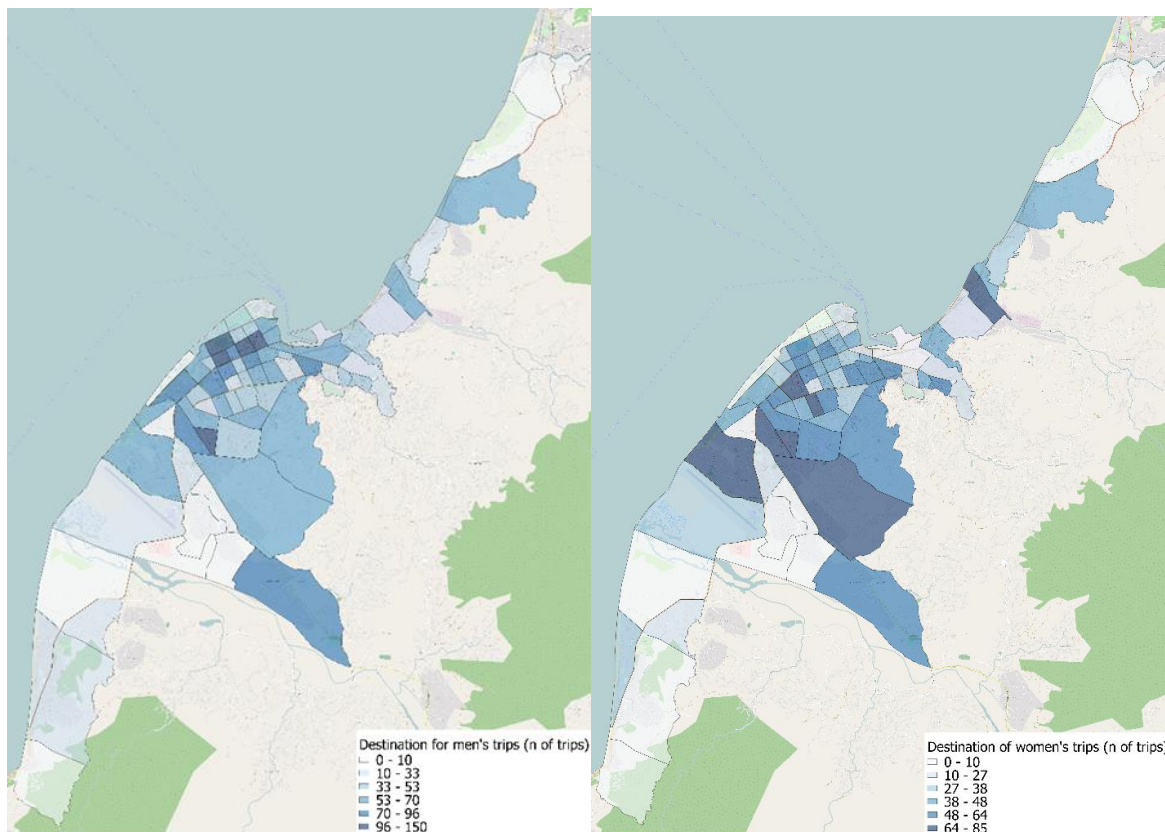 Destination for men's trips (n of trips)
0 - 10
10 - 33
33 - 53
53 - 70
70 - 96
96 - 150
Destination of women's trips (n of trips)
0 - 10
10 - 27
27 - 38
38 - 48
48 - 64
64 - 85